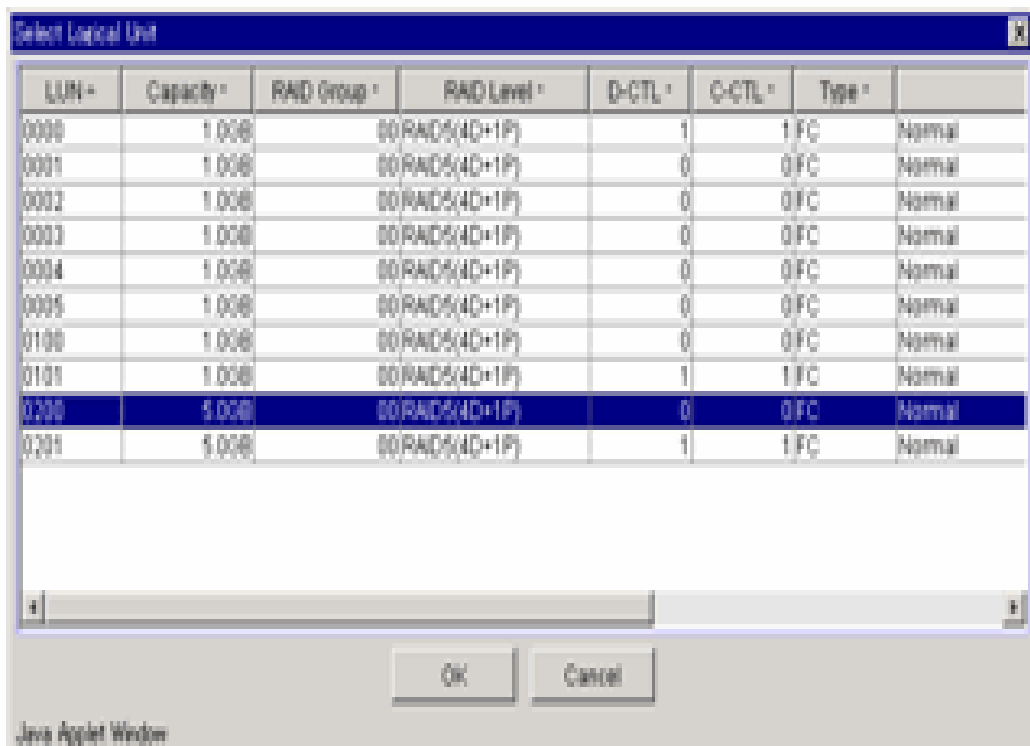 Select Logical Unit
LUN Capacity RAID Group RAID Level D-CTL C-CTL Type
0000 1.0GB 00 RAID5(4D+1P) 1 1 FC Normal
0001 1.0GB 00 RAID5(4D+1P) 0 0 FC Normal
0002 1.0GB 00 RAID5(4D+1P) 0 0 FC Normal
0003 1.0GB 00 RAID5(4D+1P) 0 0 FC Normal
0004 1.0GB 00 RAID5(4D+1P) 0 0 FC Normal
0005 1.0GB 00 RAID5(4D+1P) 0 0 FC Normal
0100 1.0GB 00 RAID5(4D+1P) 0 0 FC Normal
0101 1.0GB 00 RAID5(4D+1P) 1 1 FC Normal
0200 5.0GB 00 RAID5(4D+1P) 0 0 FC Normal
0201 5.0GB 00 RAID5(4D+1P) 1 1 FC Normal
OK Cancel
Java Applet Window